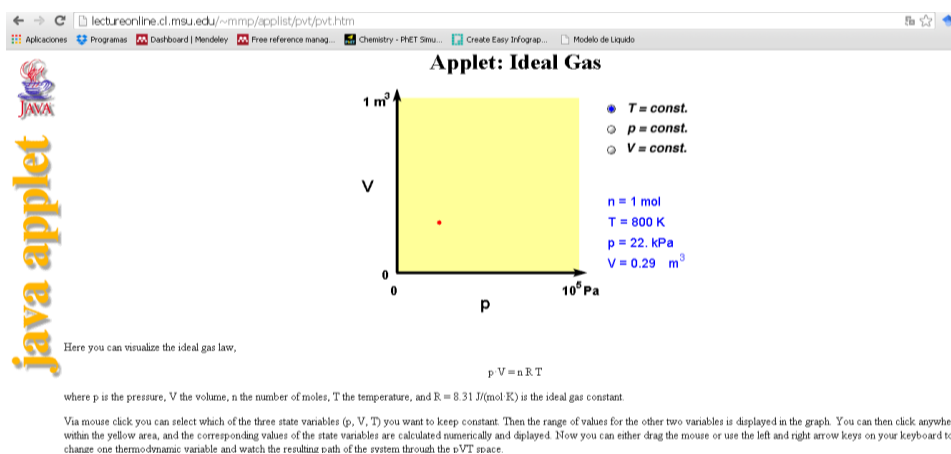 lectureonline.cl.msu.edu/~mmp/applist/pvt/pvt.htm
Aplicaciones Programas Dashboard | Mendeley Free reference manag... Chemistry - PhET Simu... Create Easy Infograp... Modelo de Liquido
Applet: Ideal Gas
JAVA
java applet
1 m³
V
0
0
10⁵ Pa
p
T = const.
p = const.
V = const.
n = 1 mol
T = 800 K
p = 22. kPa
V = 0.29 m³
Here you can visualize the ideal gas law,
p V = n R T
where p is the pressure, V the volume, n the number of moles, T the temperature, and R = 8.31 J/(mol K) is the ideal gas constant.
Via mouse click you can select which of the three state variables (p, V, T) you want to keep constant. Then the range of values for the other two variables is displayed in the graph. You can then click anywhe
within the yellow area, and the corresponding values of the state variables are calculated numerically and diplayed. Now you can either drag the mouse or use the left and right arrow keys on your keyboard to
change one thermodynamic variable and watch the resulting path of the system through the pVT space.